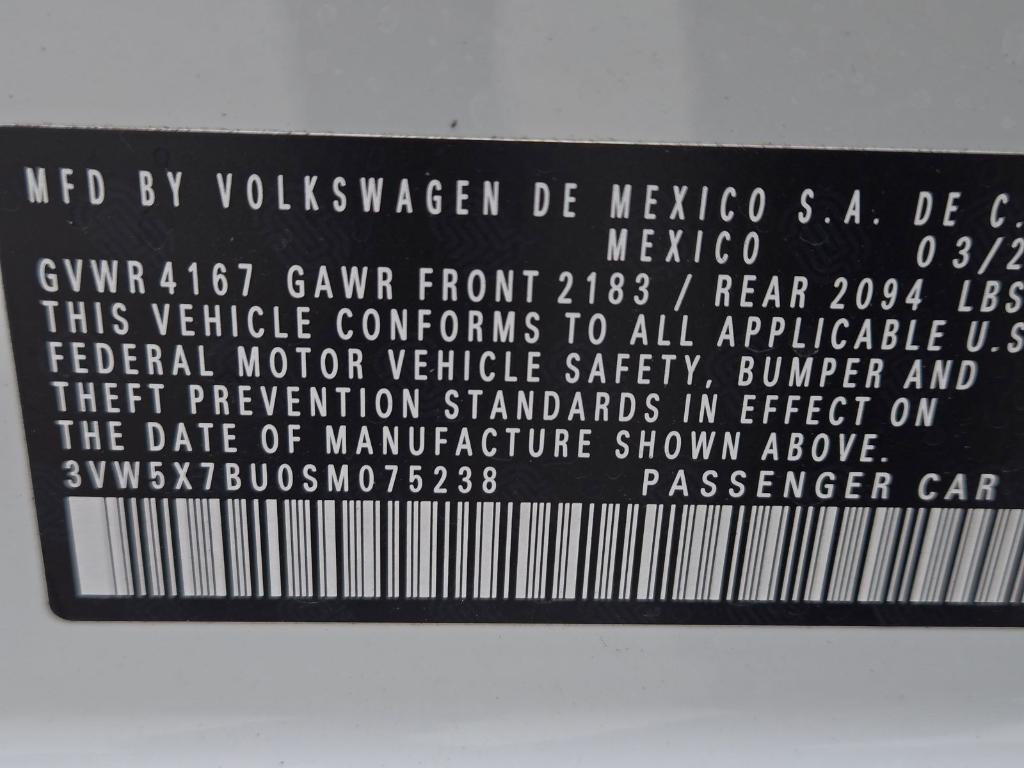 MFD BY VOLKSWAGEN DE MEXICO S.A. DE C.
MEXICO 03/2
GVWR 4167 GAWR FRONT 2183 / REAR 2094 LBS
THIS VEHICLE CONFORMS TO ALL APPLICABLE U.S
FEDERAL MOTOR VEHICLE SAFETY, BUMPER AND
THEFT PREVENTION STANDARDS IN EFFECT ON
THE DATE OF MANUFACTURE SHOWN ABOVE.
3VW5X7BU0SM075238 PASSENGER CAR